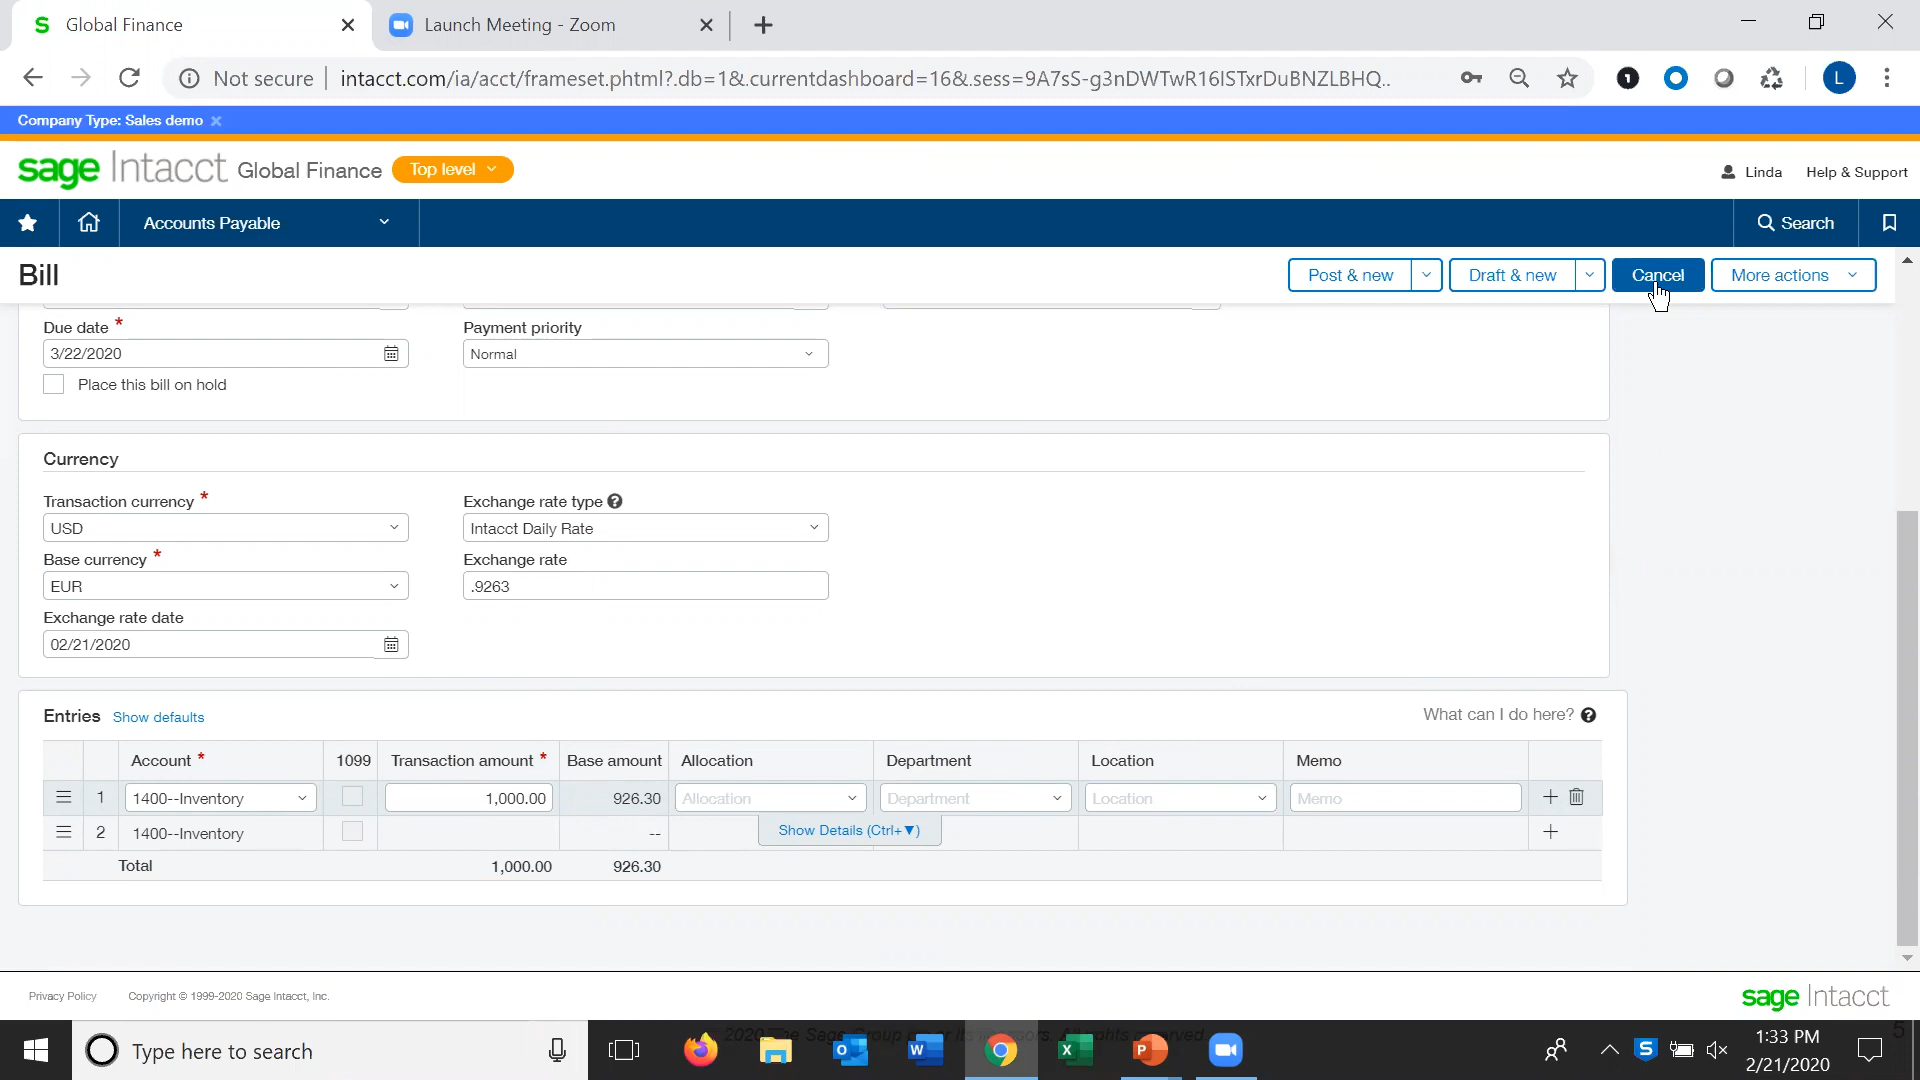 Global Finance
Launch Meeting - Zoom
Not secure
intacct.com/ia/acct/frameset.phtml?.db=1&.currentdashboard=16&.sess=9A7sS-g3nDWTwR16ISTxrDuBNZLBHQ..
L
Company Type: Sales demo
sage Intacct Global Finance Top level
Linda Help & Support
Accounts Payable
Search
Bill
Post & new Draft & new Cancel More actions
Due date * Payment priority
3/22/2020 Normal
Place this bill on hold
Currency
Transaction currency * Exchange rate type
USD Intacct Daily Rate
Base currency * Exchange rate
EUR .9263
Exchange rate date
02/21/2020
Entries Show defaults What can I do here?
Account * 1099 Transaction amount * Base amount Allocation Department Location Memo
1 1400--Inventory 1,000.00 926.30 Allocation Department Location Memo
Show Details (Ctrl+▼)
2 1400--Inventory --
Total 1,000.00 926.30
Privacy Policy Copyright © 1999-2020 Sage Intacct, Inc.
sage Intacct
Type here to search
1:33 PM
2/21/2020